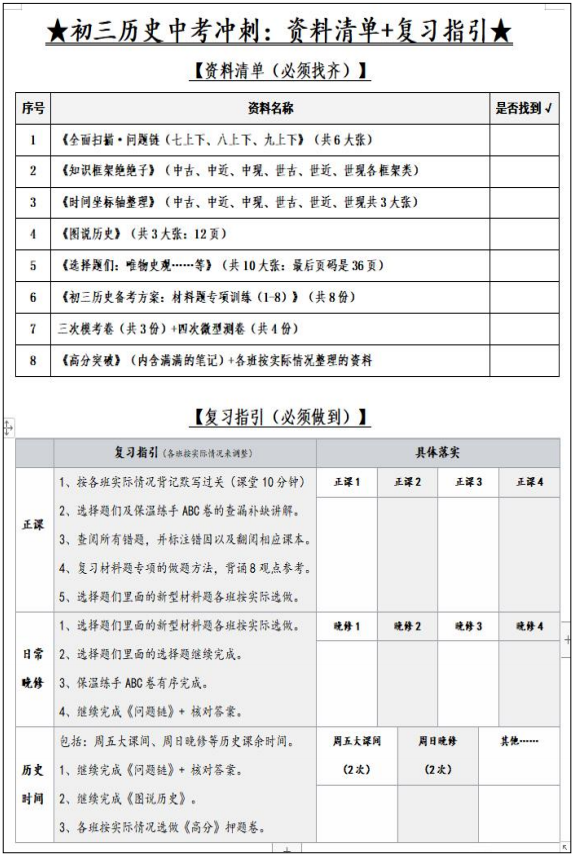 ★初三历史中考冲刺：资料清单+复习指引★
【资料清单（必须找齐）】
序号 资料名称 是否找到 √
1 《全面扫描·问题链（七上下、八上下、九上下》（共 6 大张）
2 《知识框架绝绝子》（中古、中近、中现、世古、世近、世现各框架类）
3 《时间坐标轴整理》（中古、中近、中现、世古、世近、世现共 3 大张）
4 《图说历史》（共 3 大张：12 页）
5 《选择题们：唯物史观……等》（共 10 大张：最后页码是 36 页）
6 《初三历史备考方案：材料题专项训练（1-8）》（共 8 份）
7 三次模考卷（共 3 份）+四次微型测卷（共 4 份）
8 《高分突破》（内含满满的笔记）+各班按实际情况整理的资料
【复习指引（必须做到）】
复习指引（各班按实际情况来调整） 具体落实
正课
1、按各班实际情况背记默写过关（课堂 10 分钟）
2、选择题们及保温练手 ABC 卷的查漏补缺讲解。
3、查阅所有错题，并标注错因以及翻阅相应课本。
4、复习材料题专项的做题方法，背诵 8 观点参考。
5、选择题们里面的新型材料题各班按实际选做。
正课 1 正课 2 正课 3 正课 4
日常
晚修
1、选择题们里面的新型材料题各班按实际选做。
2、选择题们里面的选择题继续完成。
3、保温练手 ABC 卷有序完成。
4、继续完成《问题链》+ 核对答案。
晚修 1 晚修 2 晚修 3 晚修 4
历史
时间
包括：周五大课间、周日晚修等历史课余时间。
1、继续完成《问题链》+ 核对答案。
2、继续完成《图说历史》。
3、各班按实际情况选做《高分》押题卷。
周五大课间 周日晚修 其他……
（2 次） （2 次）